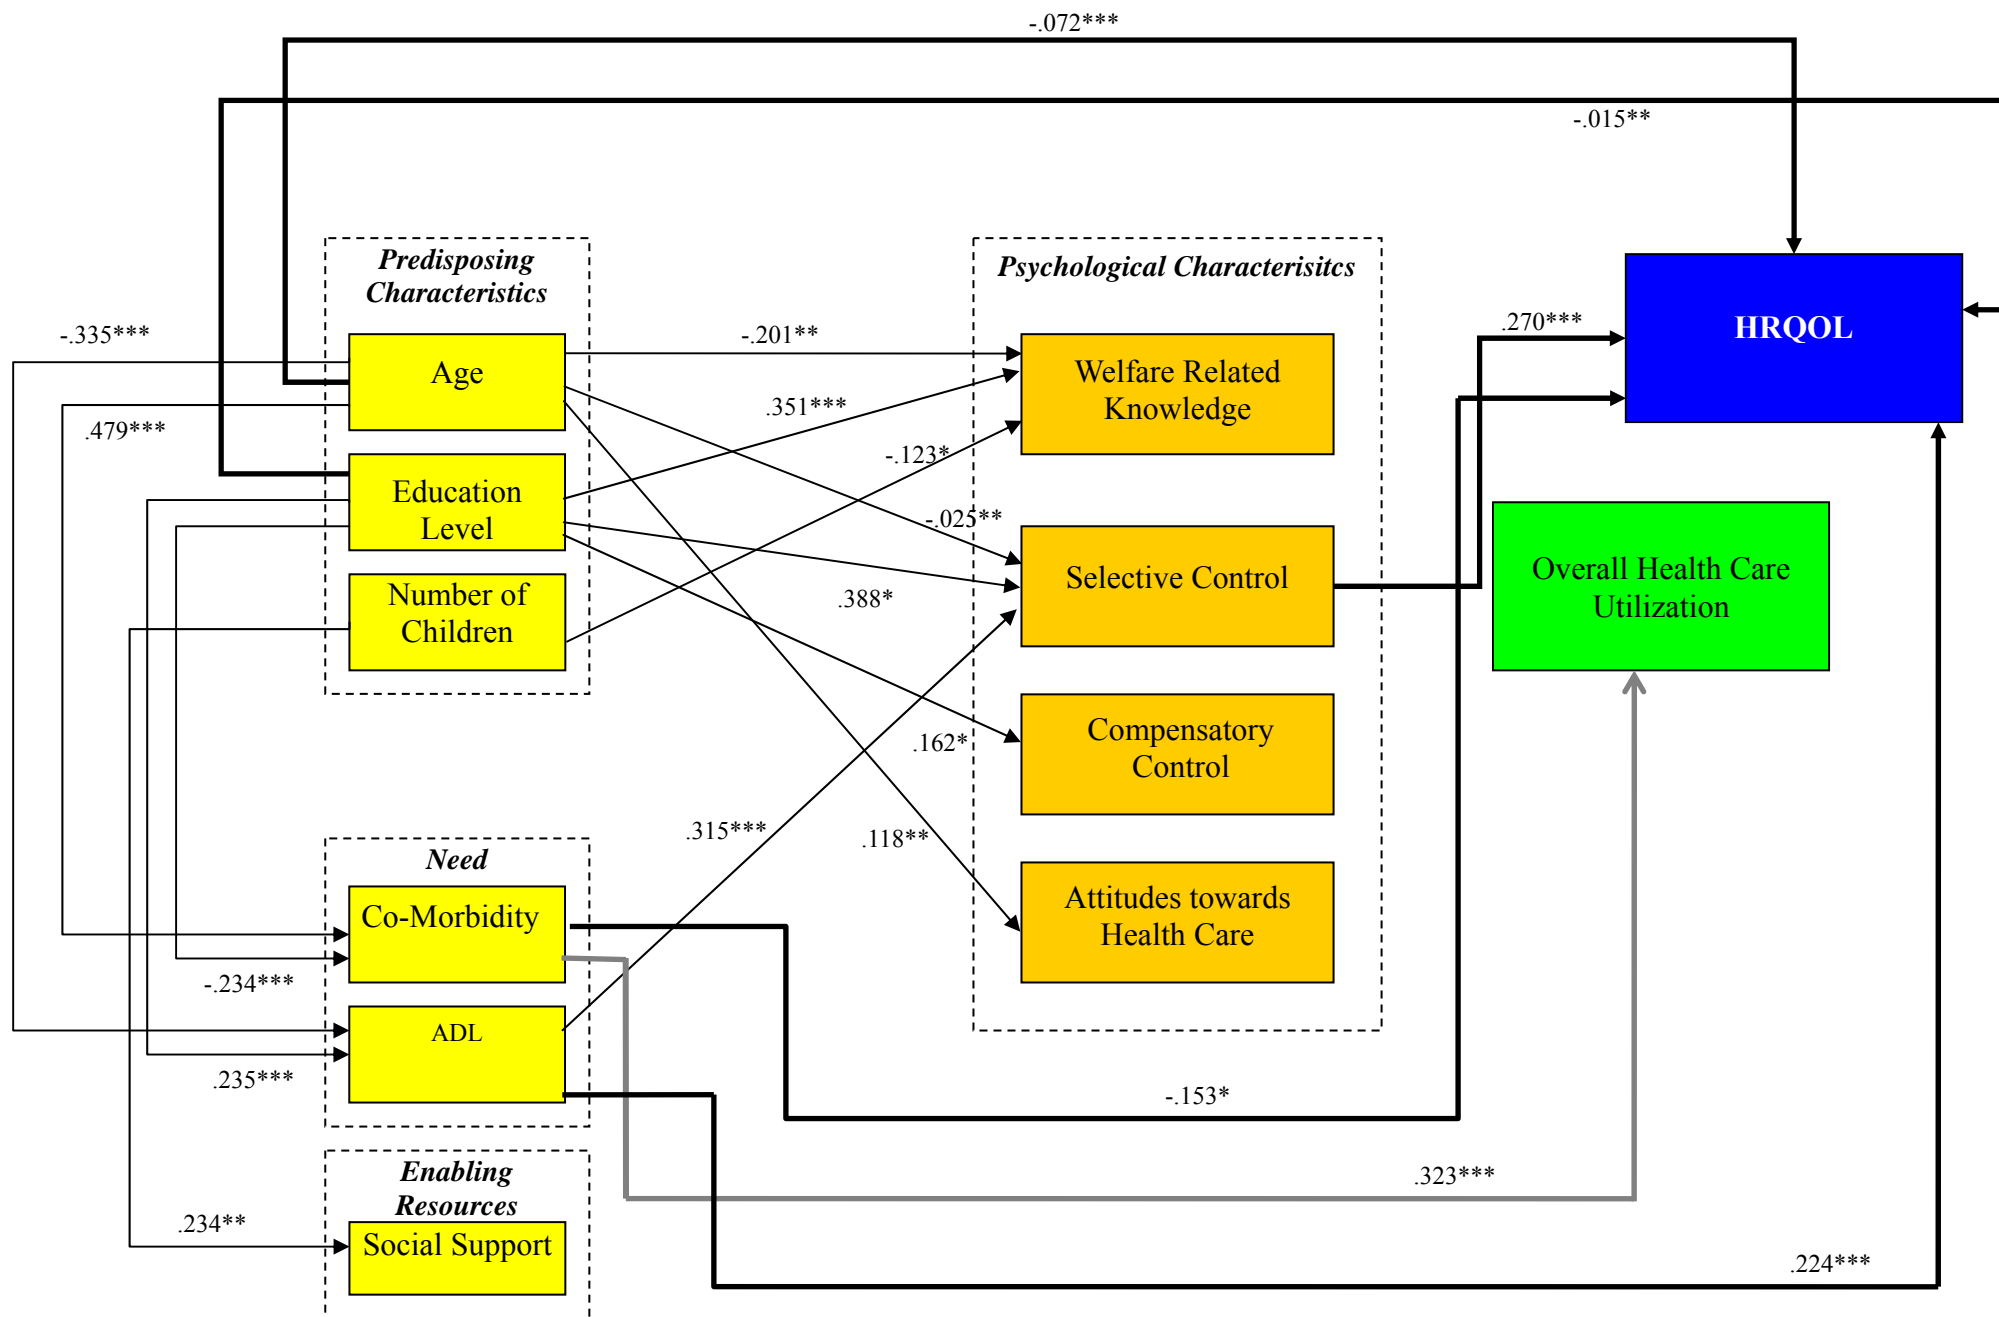 -.072***
-.015**
Predisposing
Characteristics
Psychological Characterisitcs
-.335***
-.201**
.270***
HRQOL
Age
Welfare Related
Knowledge
.351***
.479***
-.123*
Education
Level
-.025**
Selective Control
Overall Health Care
Utilization
Number of
Children
.388*
Compensatory
Control
.162*
.315***
.118**
Need
Co-Morbidity
Attitudes towards
Health Care
-.234***
ADL
.235***
-.153*
Enabling
Resources
.323***
.234**
Social Support
.224***